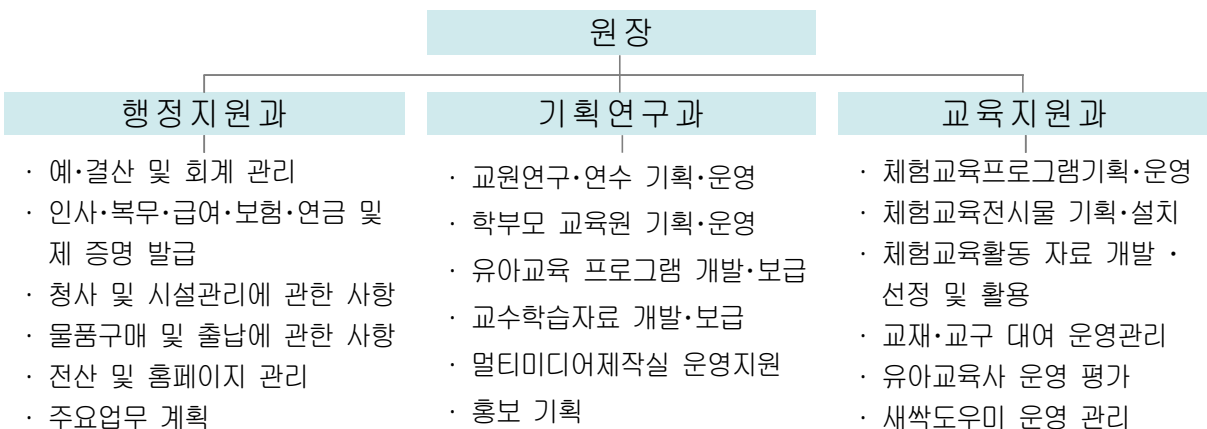 원장
행정지원과
· 예·결산 및 회계 관리
· 인사·복무·급여·보험·연금 및
제 증명 발급
· 청사 및 시설관리에 관한 사항
· 물품구매 및 출납에 관한 사항
· 전산 및 홈페이지 관리
· 주요업무 계획
기획연구과
· 교원연구·연수 기획·운영
· 학부모 교육원 기획·운영
· 유아교육 프로그램 개발·보급
· 교수학습자료 개발·보급
· 멀티미디어제작실 운영지원
· 홍보 기획
교육지원과
· 체험교육프로그램기획·운영
· 체험교육전시물 기획·설치
· 체험교육활동 자료 개발 ·
선정 및 활용
· 교재·교구 대여 운영관리
· 유아교육사 운영 평가
· 새싹도우미 운영 관리